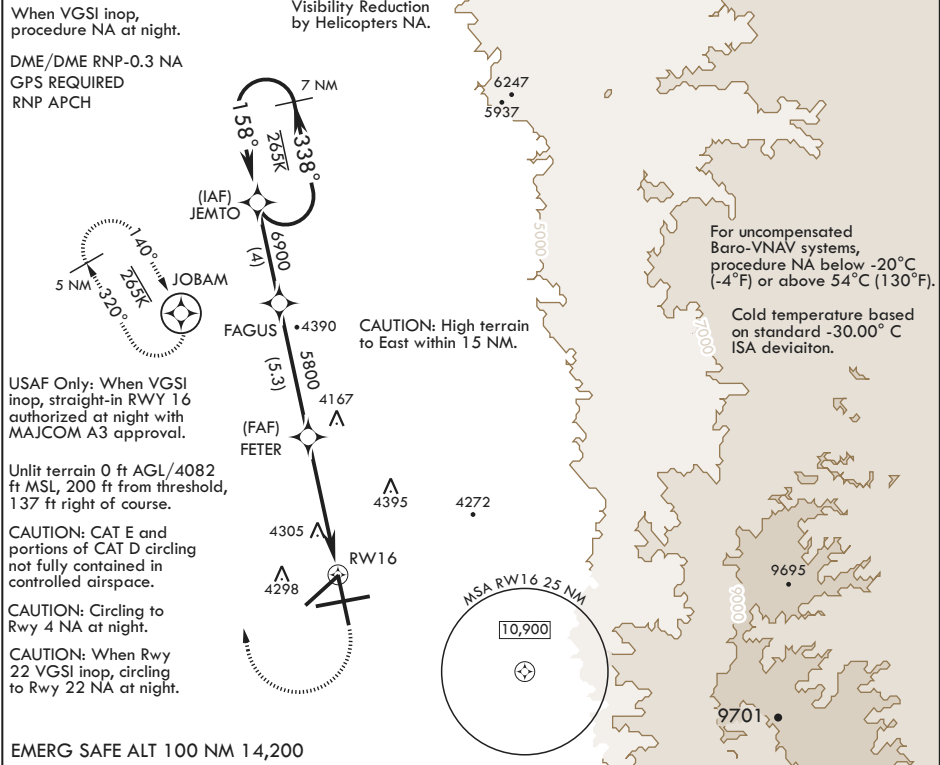 When VGSI inop,
procedure NA at night.
DME/DME RNP-0.3 NA
GPS REQUIRED
RNP APCH
Visibility Reduction
by Helicopters NA.
7 NM
158°
265K
338°
(IAF)
JEMTO
6900
(4)
140°
265K
5 NM
320°
JOBAM
FAGUS
4390
5800
(5.3)
CAUTION: High terrain
to East within 15 NM.
6247
5937
5000
For uncompensated
Baro-VNAV systems,
procedure NA below -20°C
(-4°F) or above 54°C (130°F).
Cold temperature based
on standard -30.00° C
ISA deviaiton.
7000
USAF Only: When VGSI
inop, straight-in RWY 16
authorized at night with
MAJCOM A3 approval.
4167
(FAF)
FETER
Unlit terrain 0 ft AGL/4082
ft MSL, 200 ft from threshold,
137 ft right of course.
4395
4272
4305
RW16
4298
CAUTION: CAT E and
portions of CAT D circling
not fully contained in
controlled airspace.
CAUTION: Circling to
Rwy 4 NA at night.
CAUTION: When Rwy
22 VGSI inop, circling
to Rwy 22 NA at night.
MSA RW16 25 NM
10,900
9695
9000
9701
EMERG SAFE ALT 100 NM 14,200